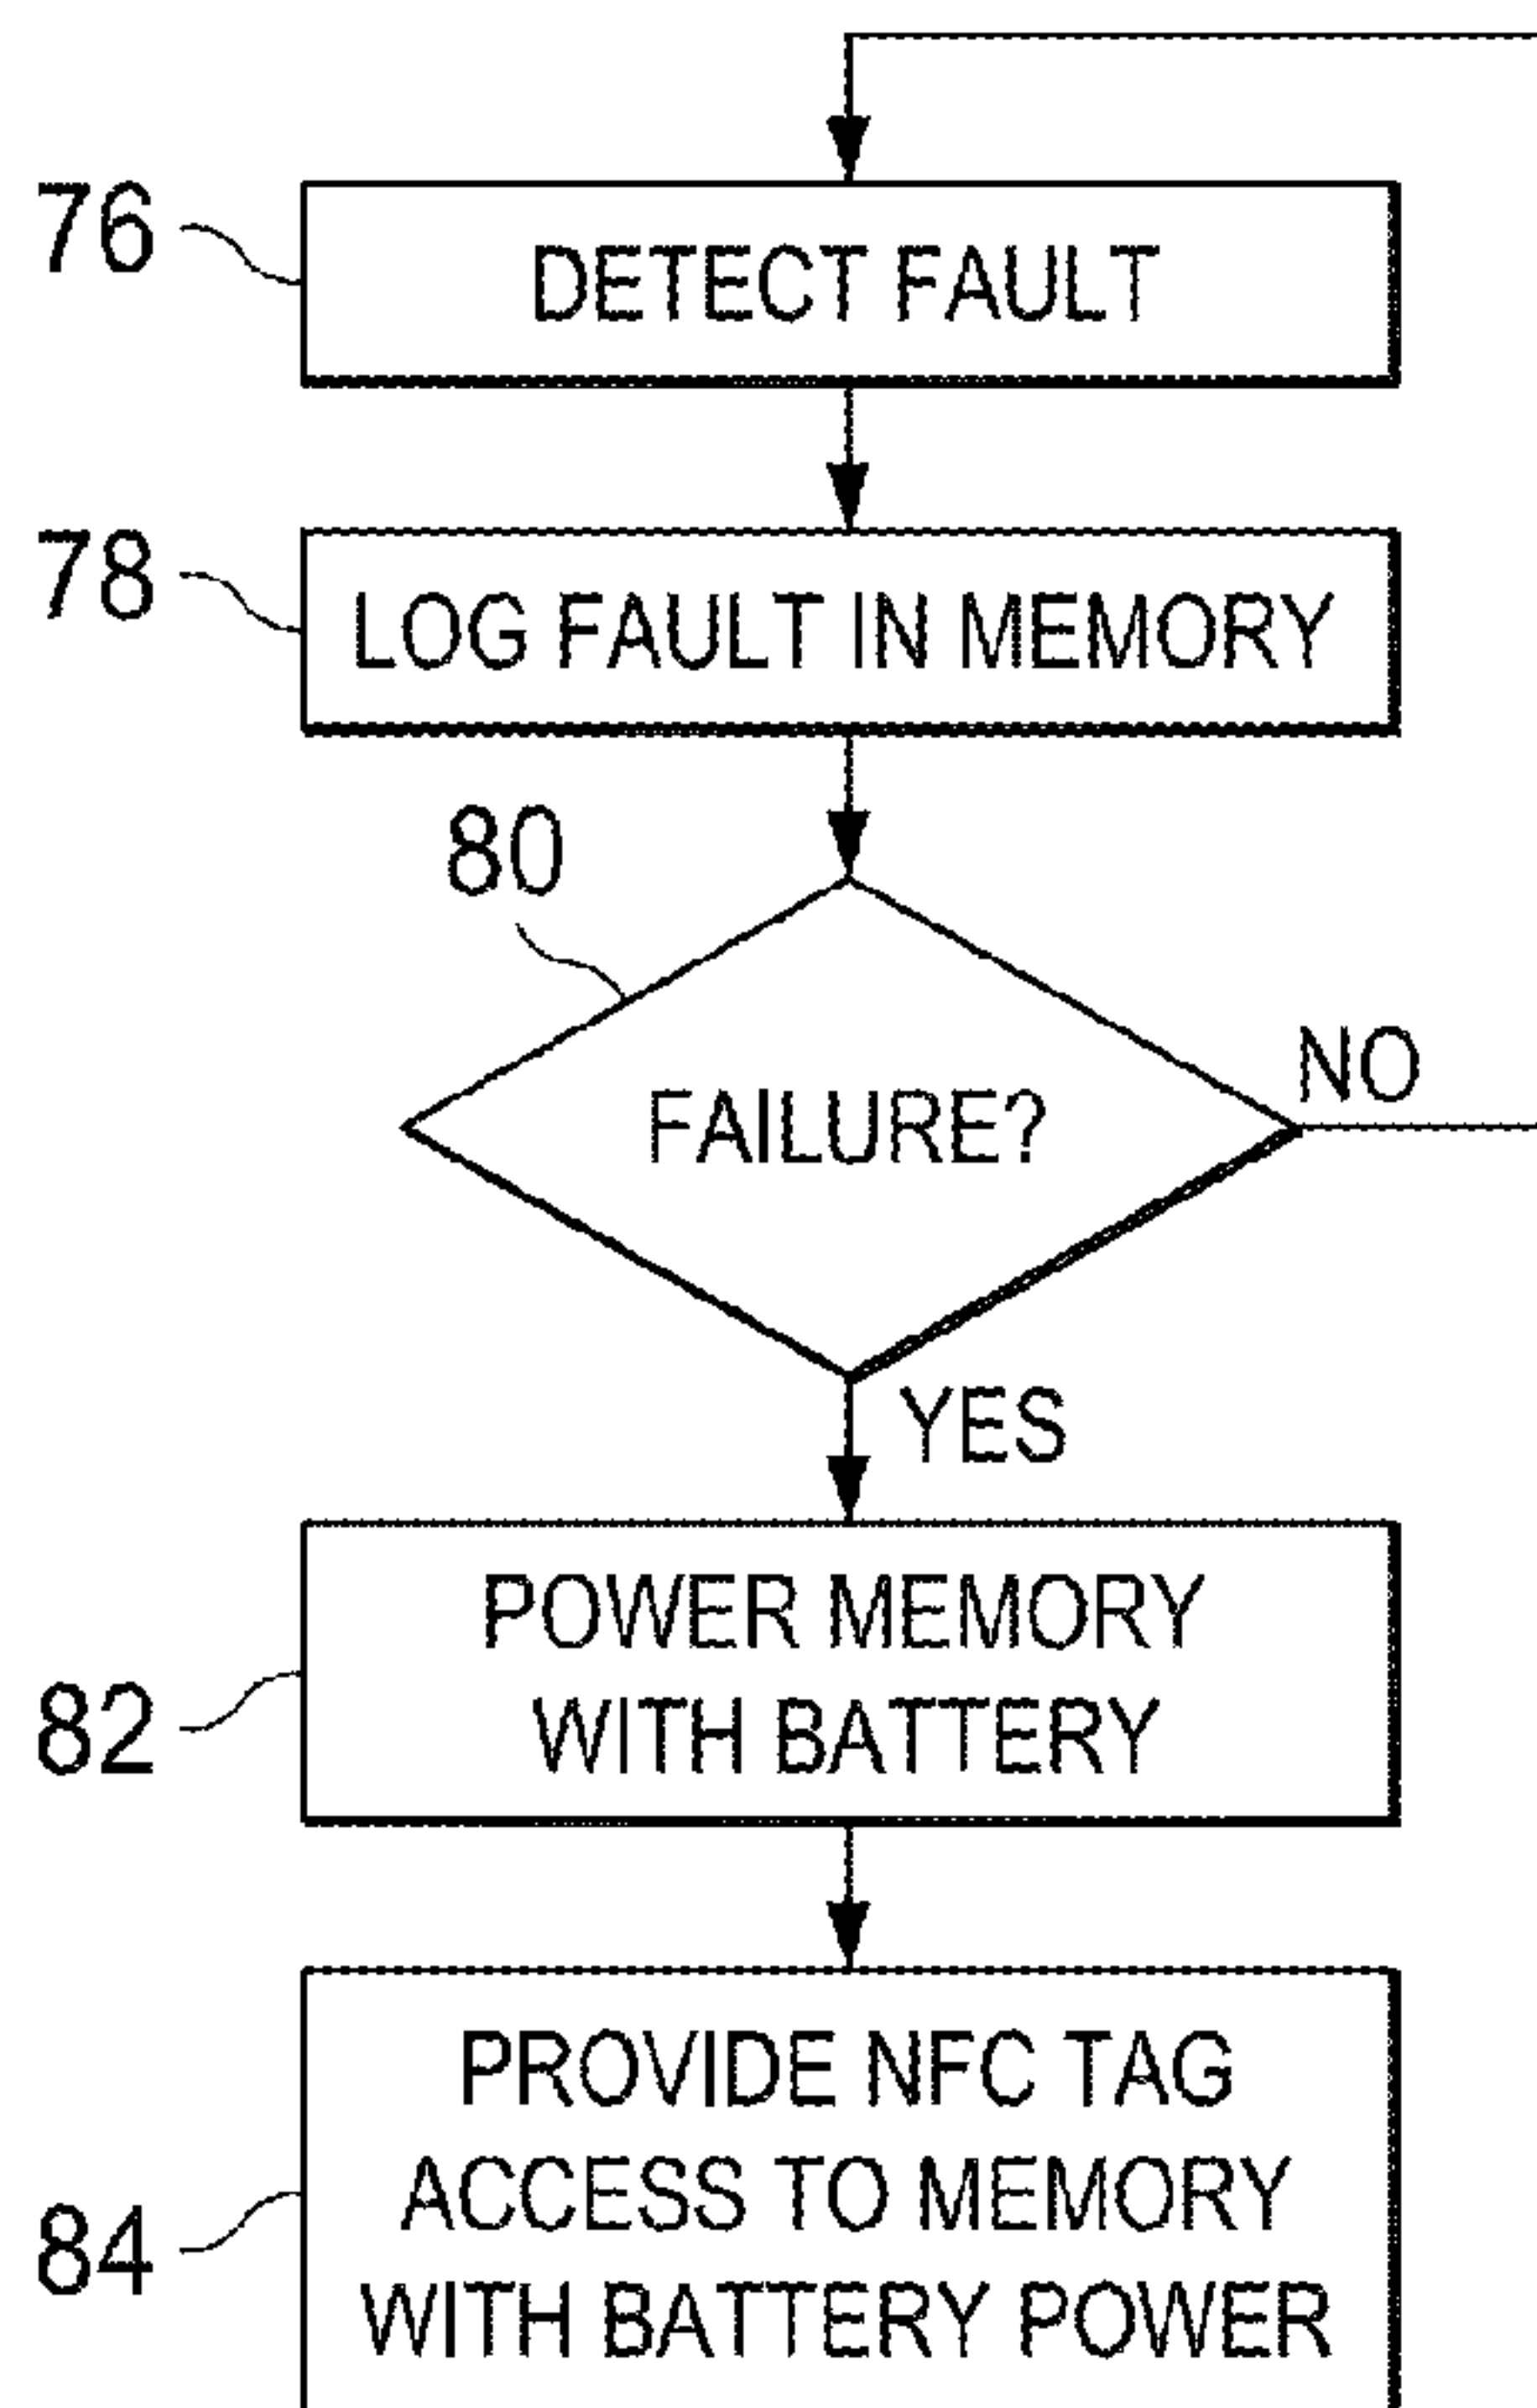 76
DETECT FAULT
78
LOG FAULT IN MEMORY
80
FAILURE?
NO
YES
82
POWER MEMORY
WITH BATTERY
84
PROVIDE NFC TAG
ACCESS TO MEMORY
WITH BATTERY POWER